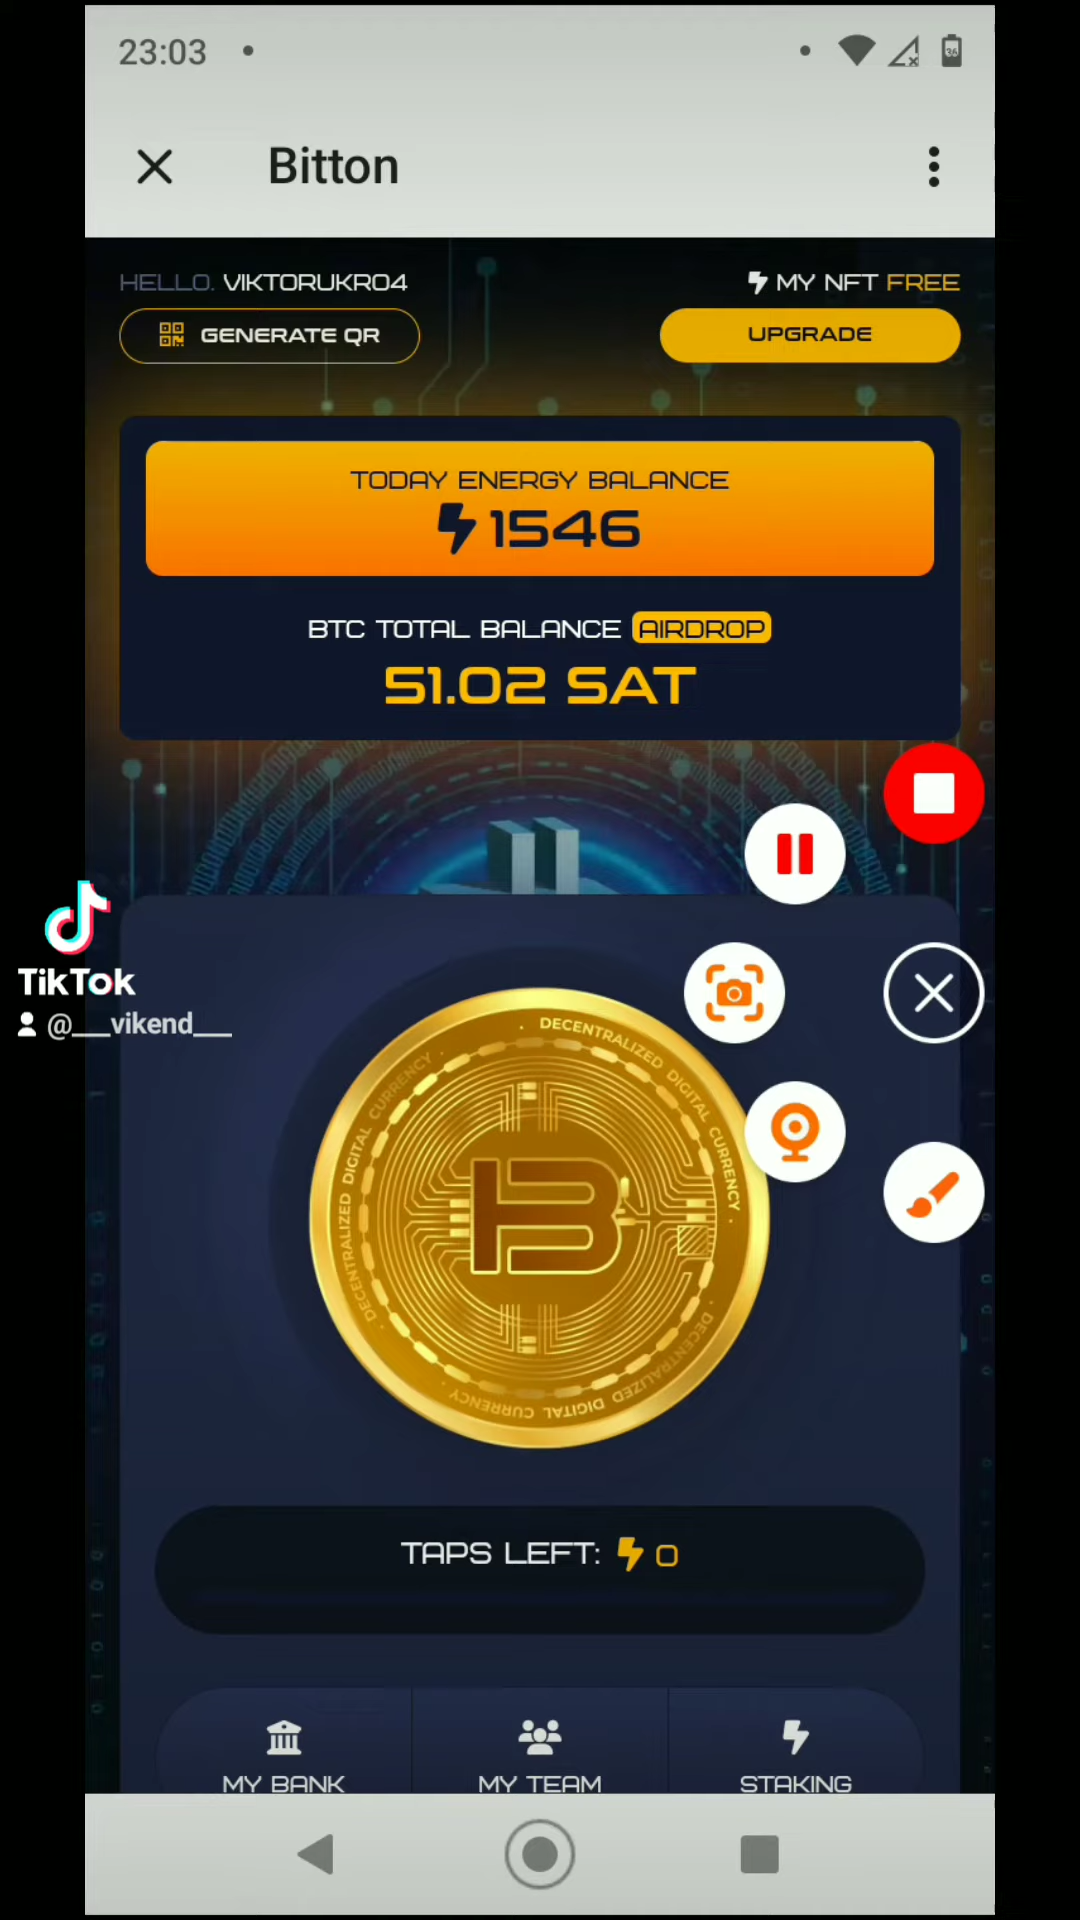 23:03
36
Bitton
HELLO. VIKTORUKR04
MY NFT FREE
GENERATE QR
UPGRADE
TODAY ENERGY BALANCE
1546
BTC TOTAL BALANCE AIRDROP
51.02 SAT
TikTok
@___vikend___
. DECENTRALIZED DIGITAL CURRENCY .
. DECENTRALIZED DIGITAL CURRENCY .
. DECENTRALIZED DIGITAL CURRENCY .
B
TAPS LEFT: 0
MY BANK
MY TEAM
STAKING